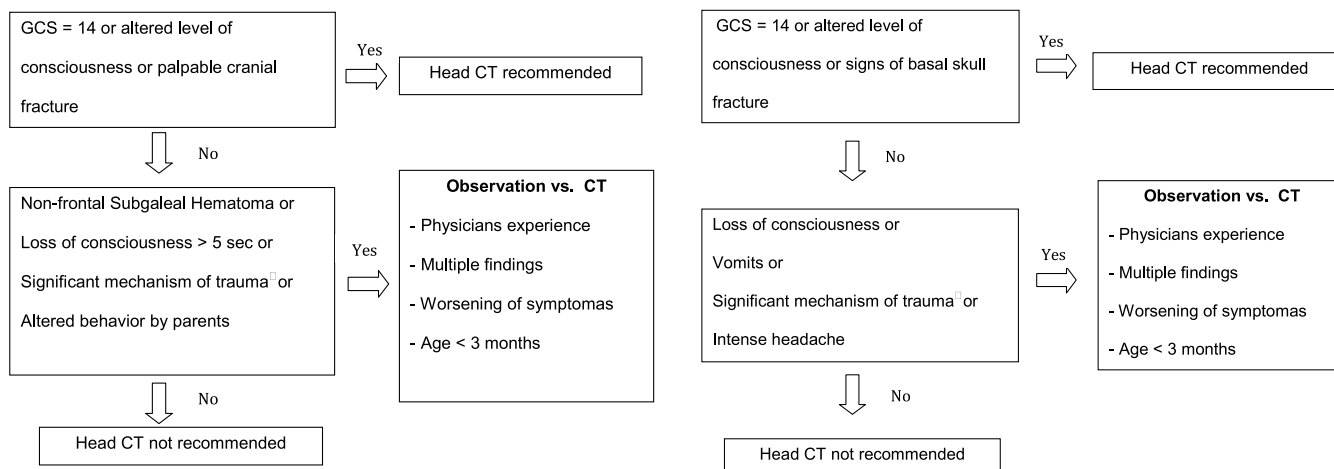 GCS = 14 or altered level of
consciousness or palpable cranial
fracture
Yes
Head CT recommended
No
Non-frontal Subgaleal Hematoma or
Loss of consciousness > 5 sec or
Significant mechanism of trauma or
Altered behavior by parents
Yes
Observation vs. CT
- Physicians experience
- Multiple findings
- Worsening of symptomas
- Age < 3 months
No
Head CT not recommended
GCS = 14 or altered level of
consciousness or signs of basal skull
fracture
Yes
Head CT recommended
No
Loss of consciousness or
Vomits or
Significant mechanism of trauma or
Intense headache
Yes
Observation vs. CT
- Physicians experience
- Multiple findings
- Worsening of symptomas
- Age < 3 months
No
Head CT not recommended